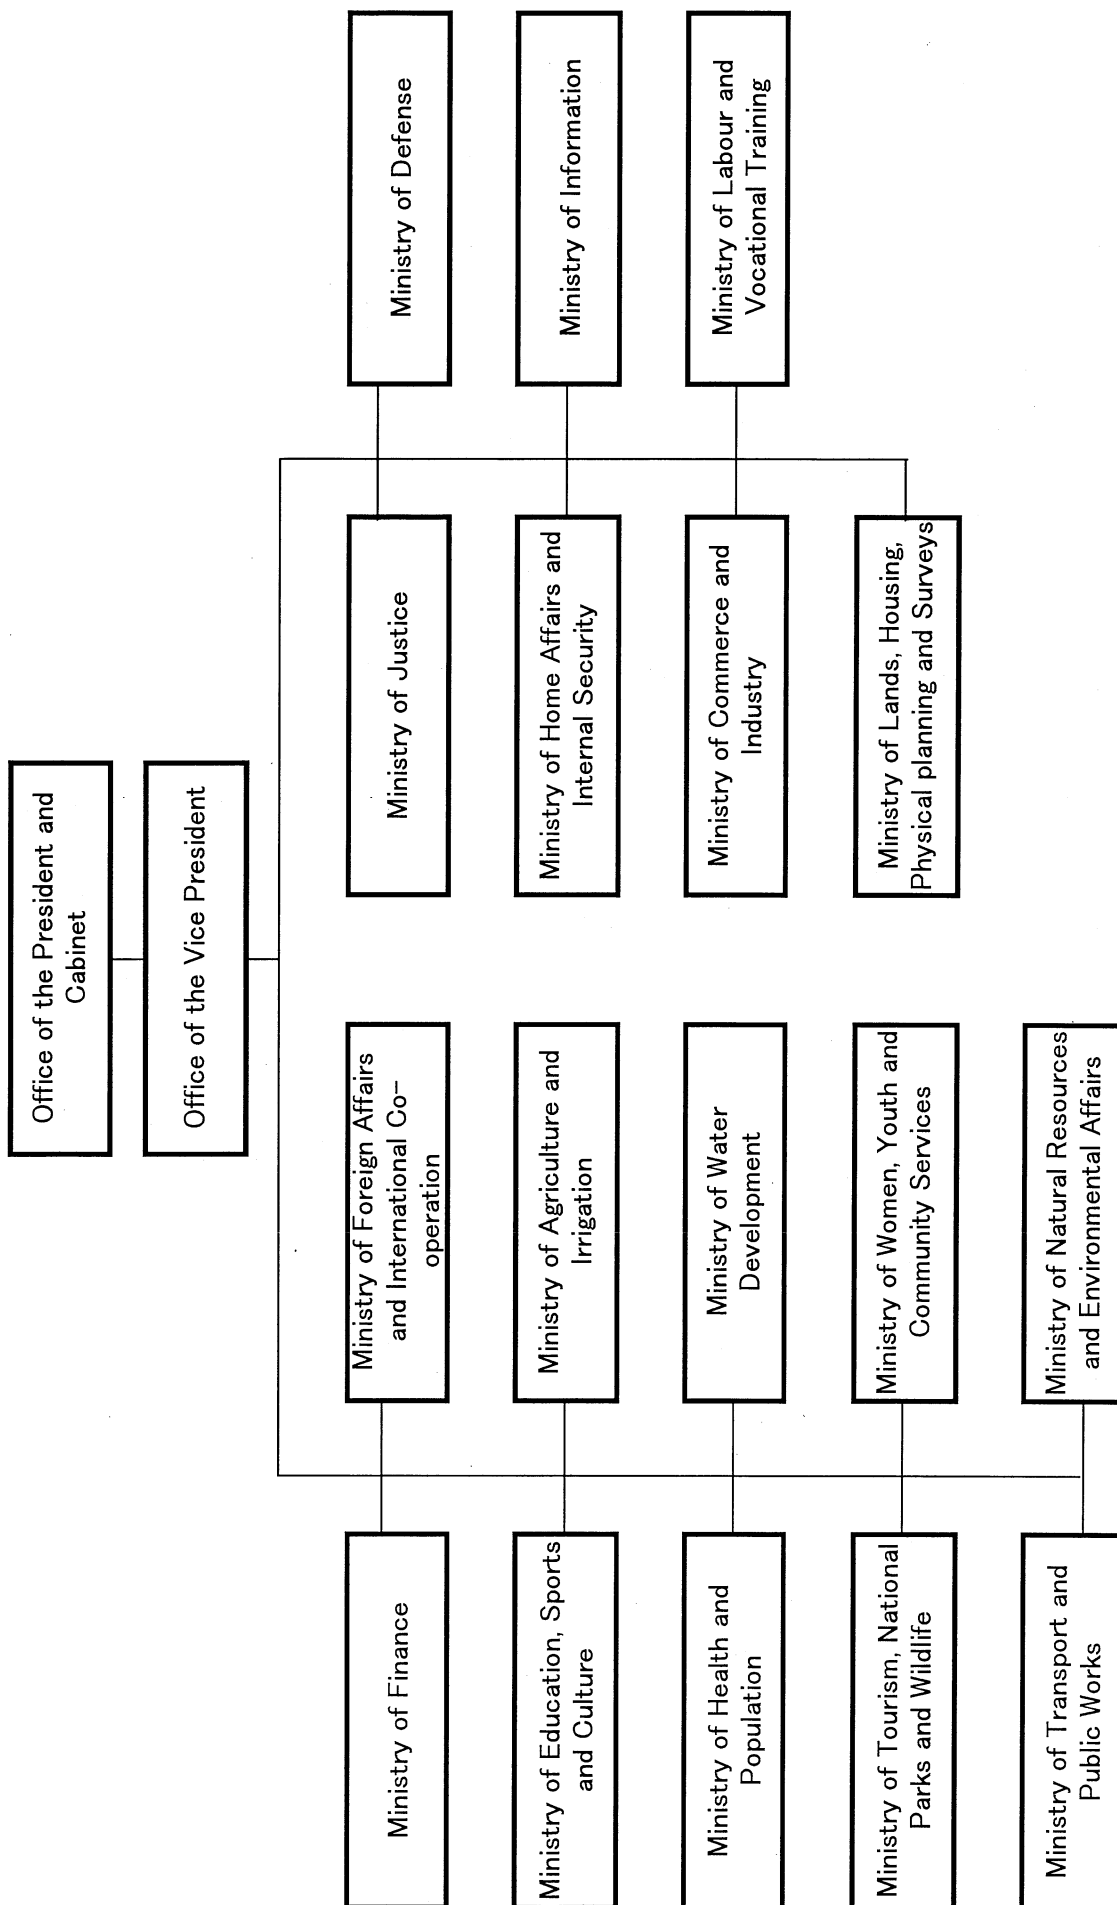 Office of the President and
Cabinet
Office of the Vice President
Ministry of Finance
Ministry of Foreign Affairs
and International Co-
operation
Ministry of Justice
Ministry of Defense
Ministry of Education, Sports
and Culture
Ministry of Agriculture and
Irrigation
Ministry of Home Affairs and
Internal Security
Ministry of Information
Ministry of Health and
Population
Ministry of Water
Development
Ministry of Commerce and
Industry
Ministry of Labour and
Vocational Training
Ministry of Tourism, National
Parks and Wildlife
Ministry of Women, Youth and
Community Services
Ministry of Lands, Housing,
Physical planning and Surveys
Ministry of Transport and
Public Works
Ministry of Natural Resources
and Environmental Affairs